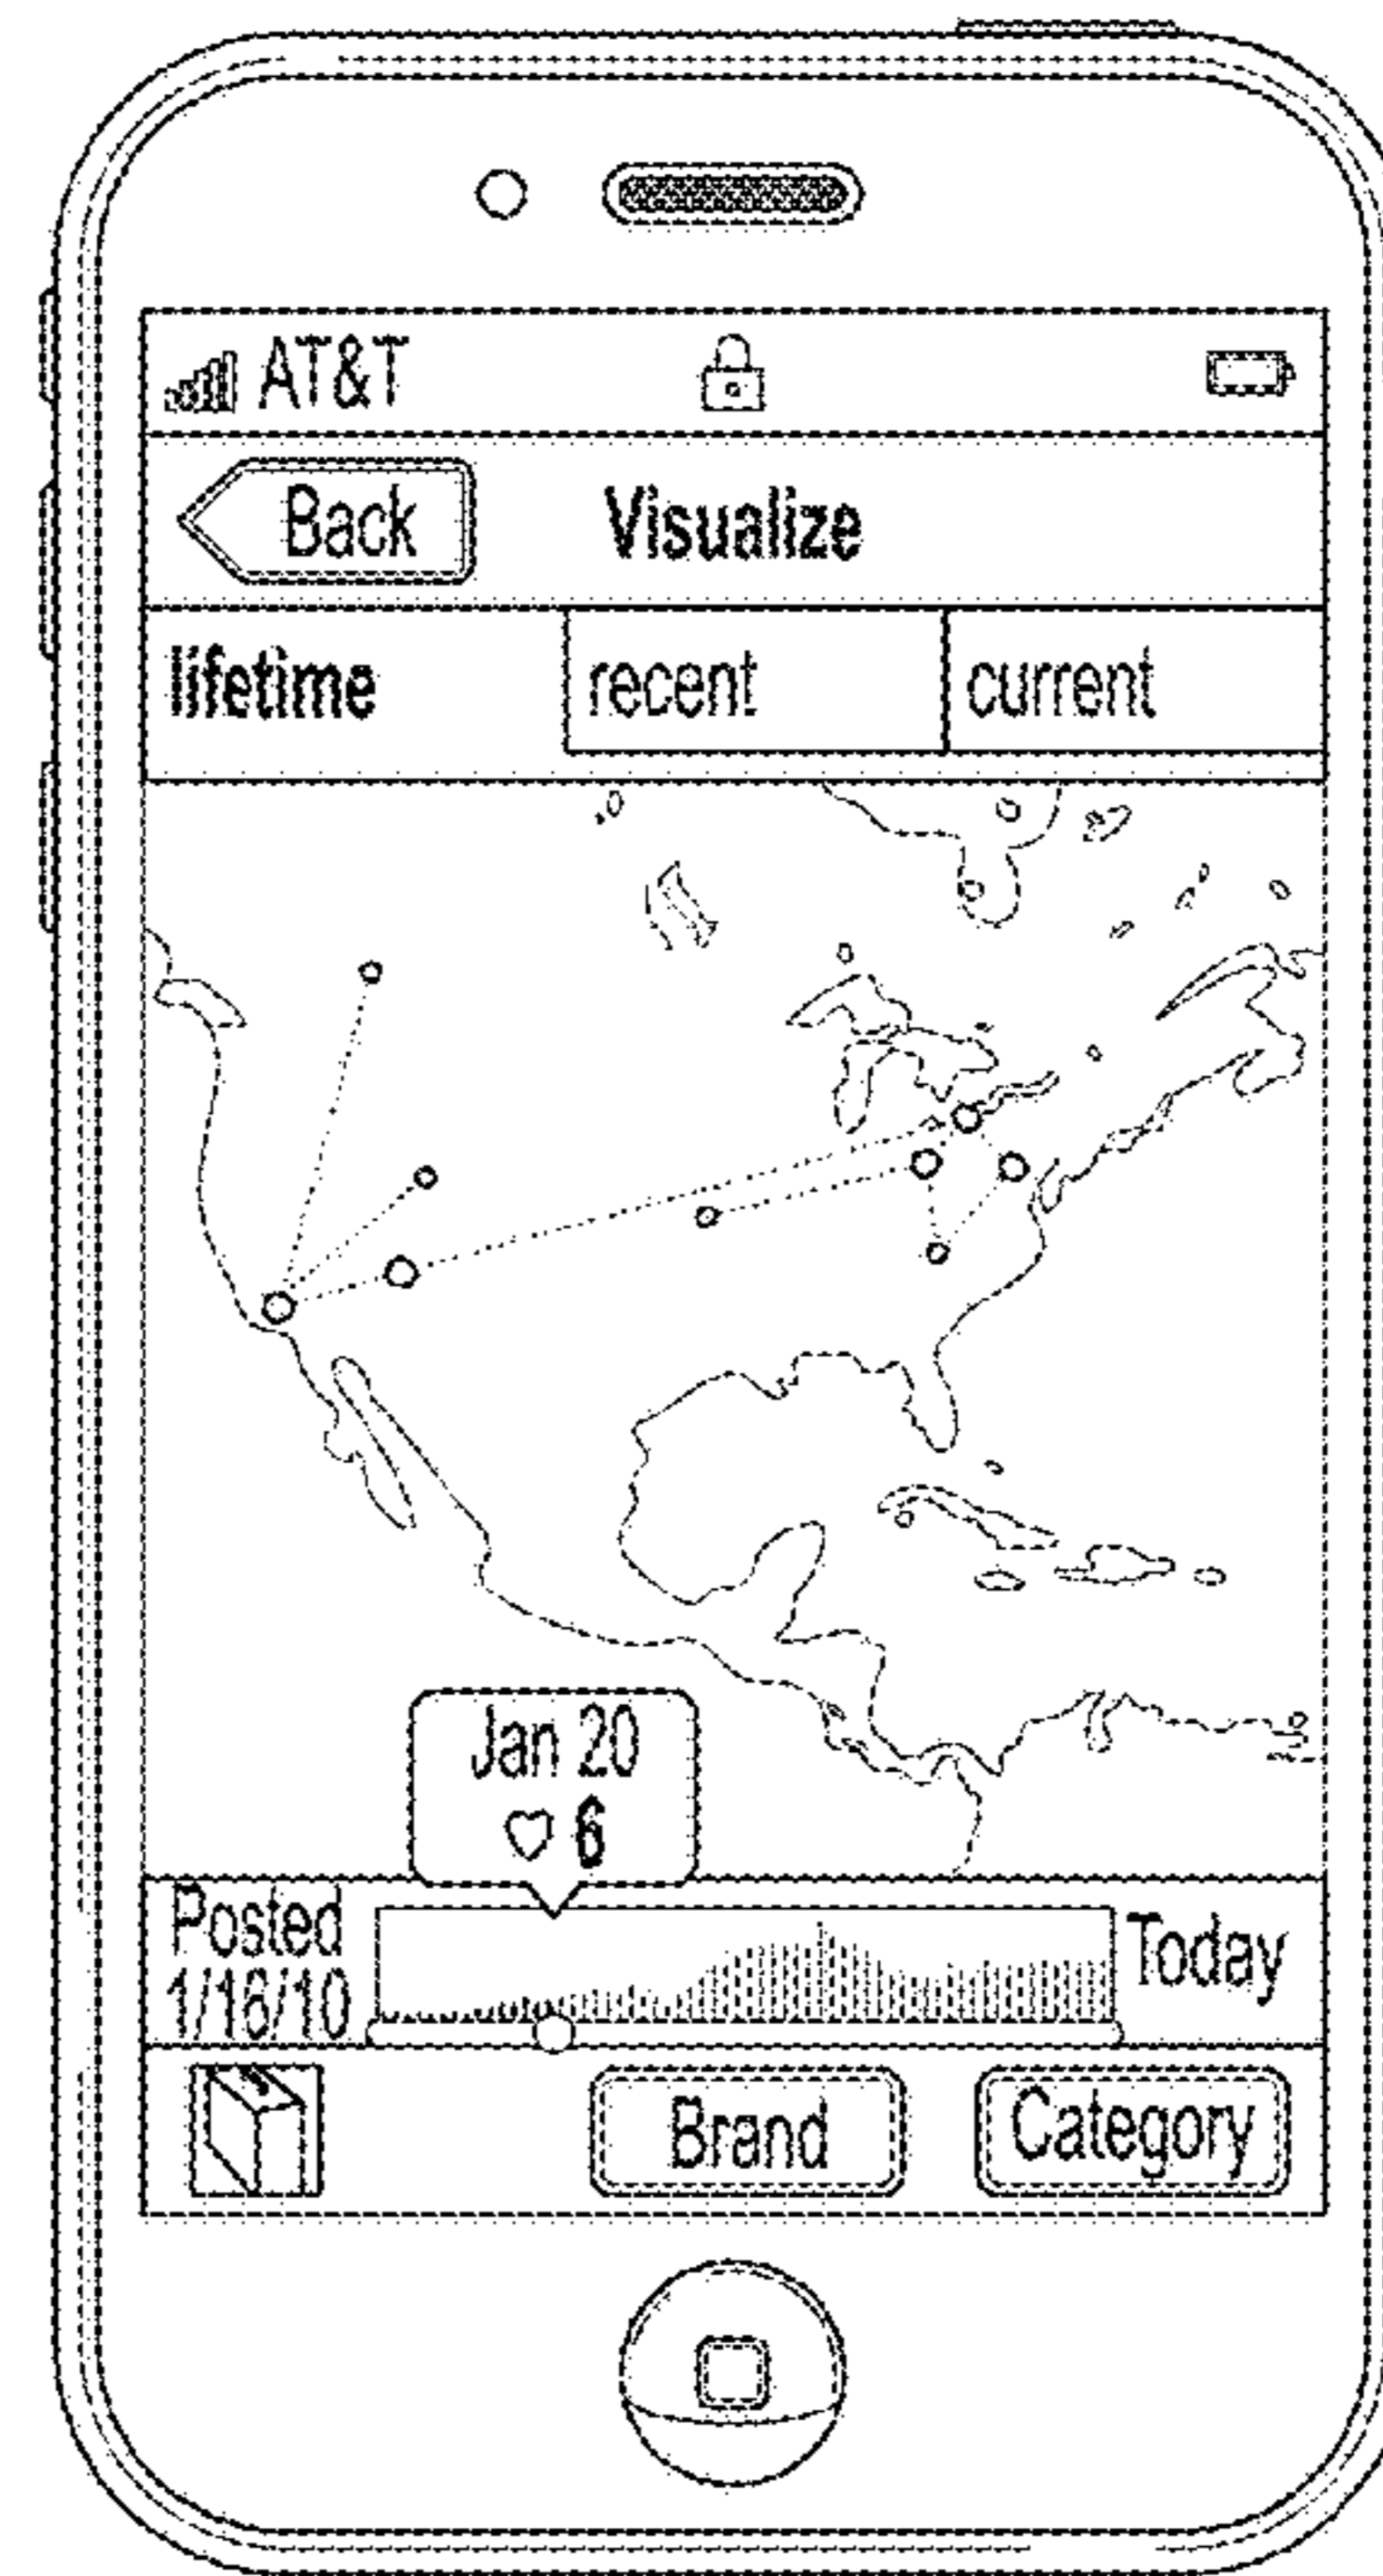 AT&T
Back
Visualize
lifetime
recent
current
Jan 20
♡ 6
Posted
1/16/10
Today
Brand
Category